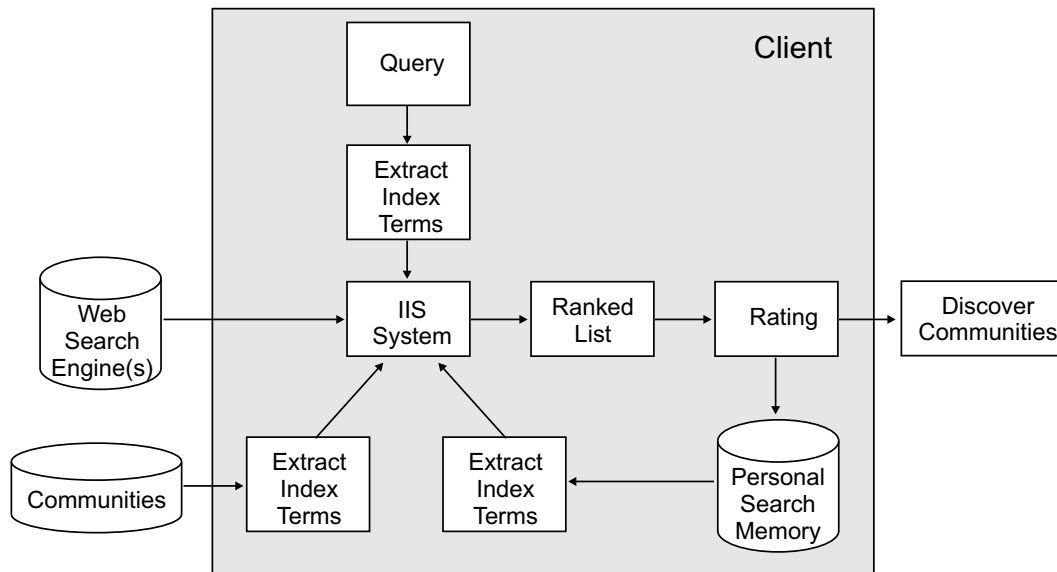 Client
Query
Extract
Index
Terms
Web
Search
Engine(s)
IIS
System
Ranked
List
Rating
Discover
Communities
Communities
Extract
Index
Terms
Extract
Index
Terms
Personal
Search
Memory